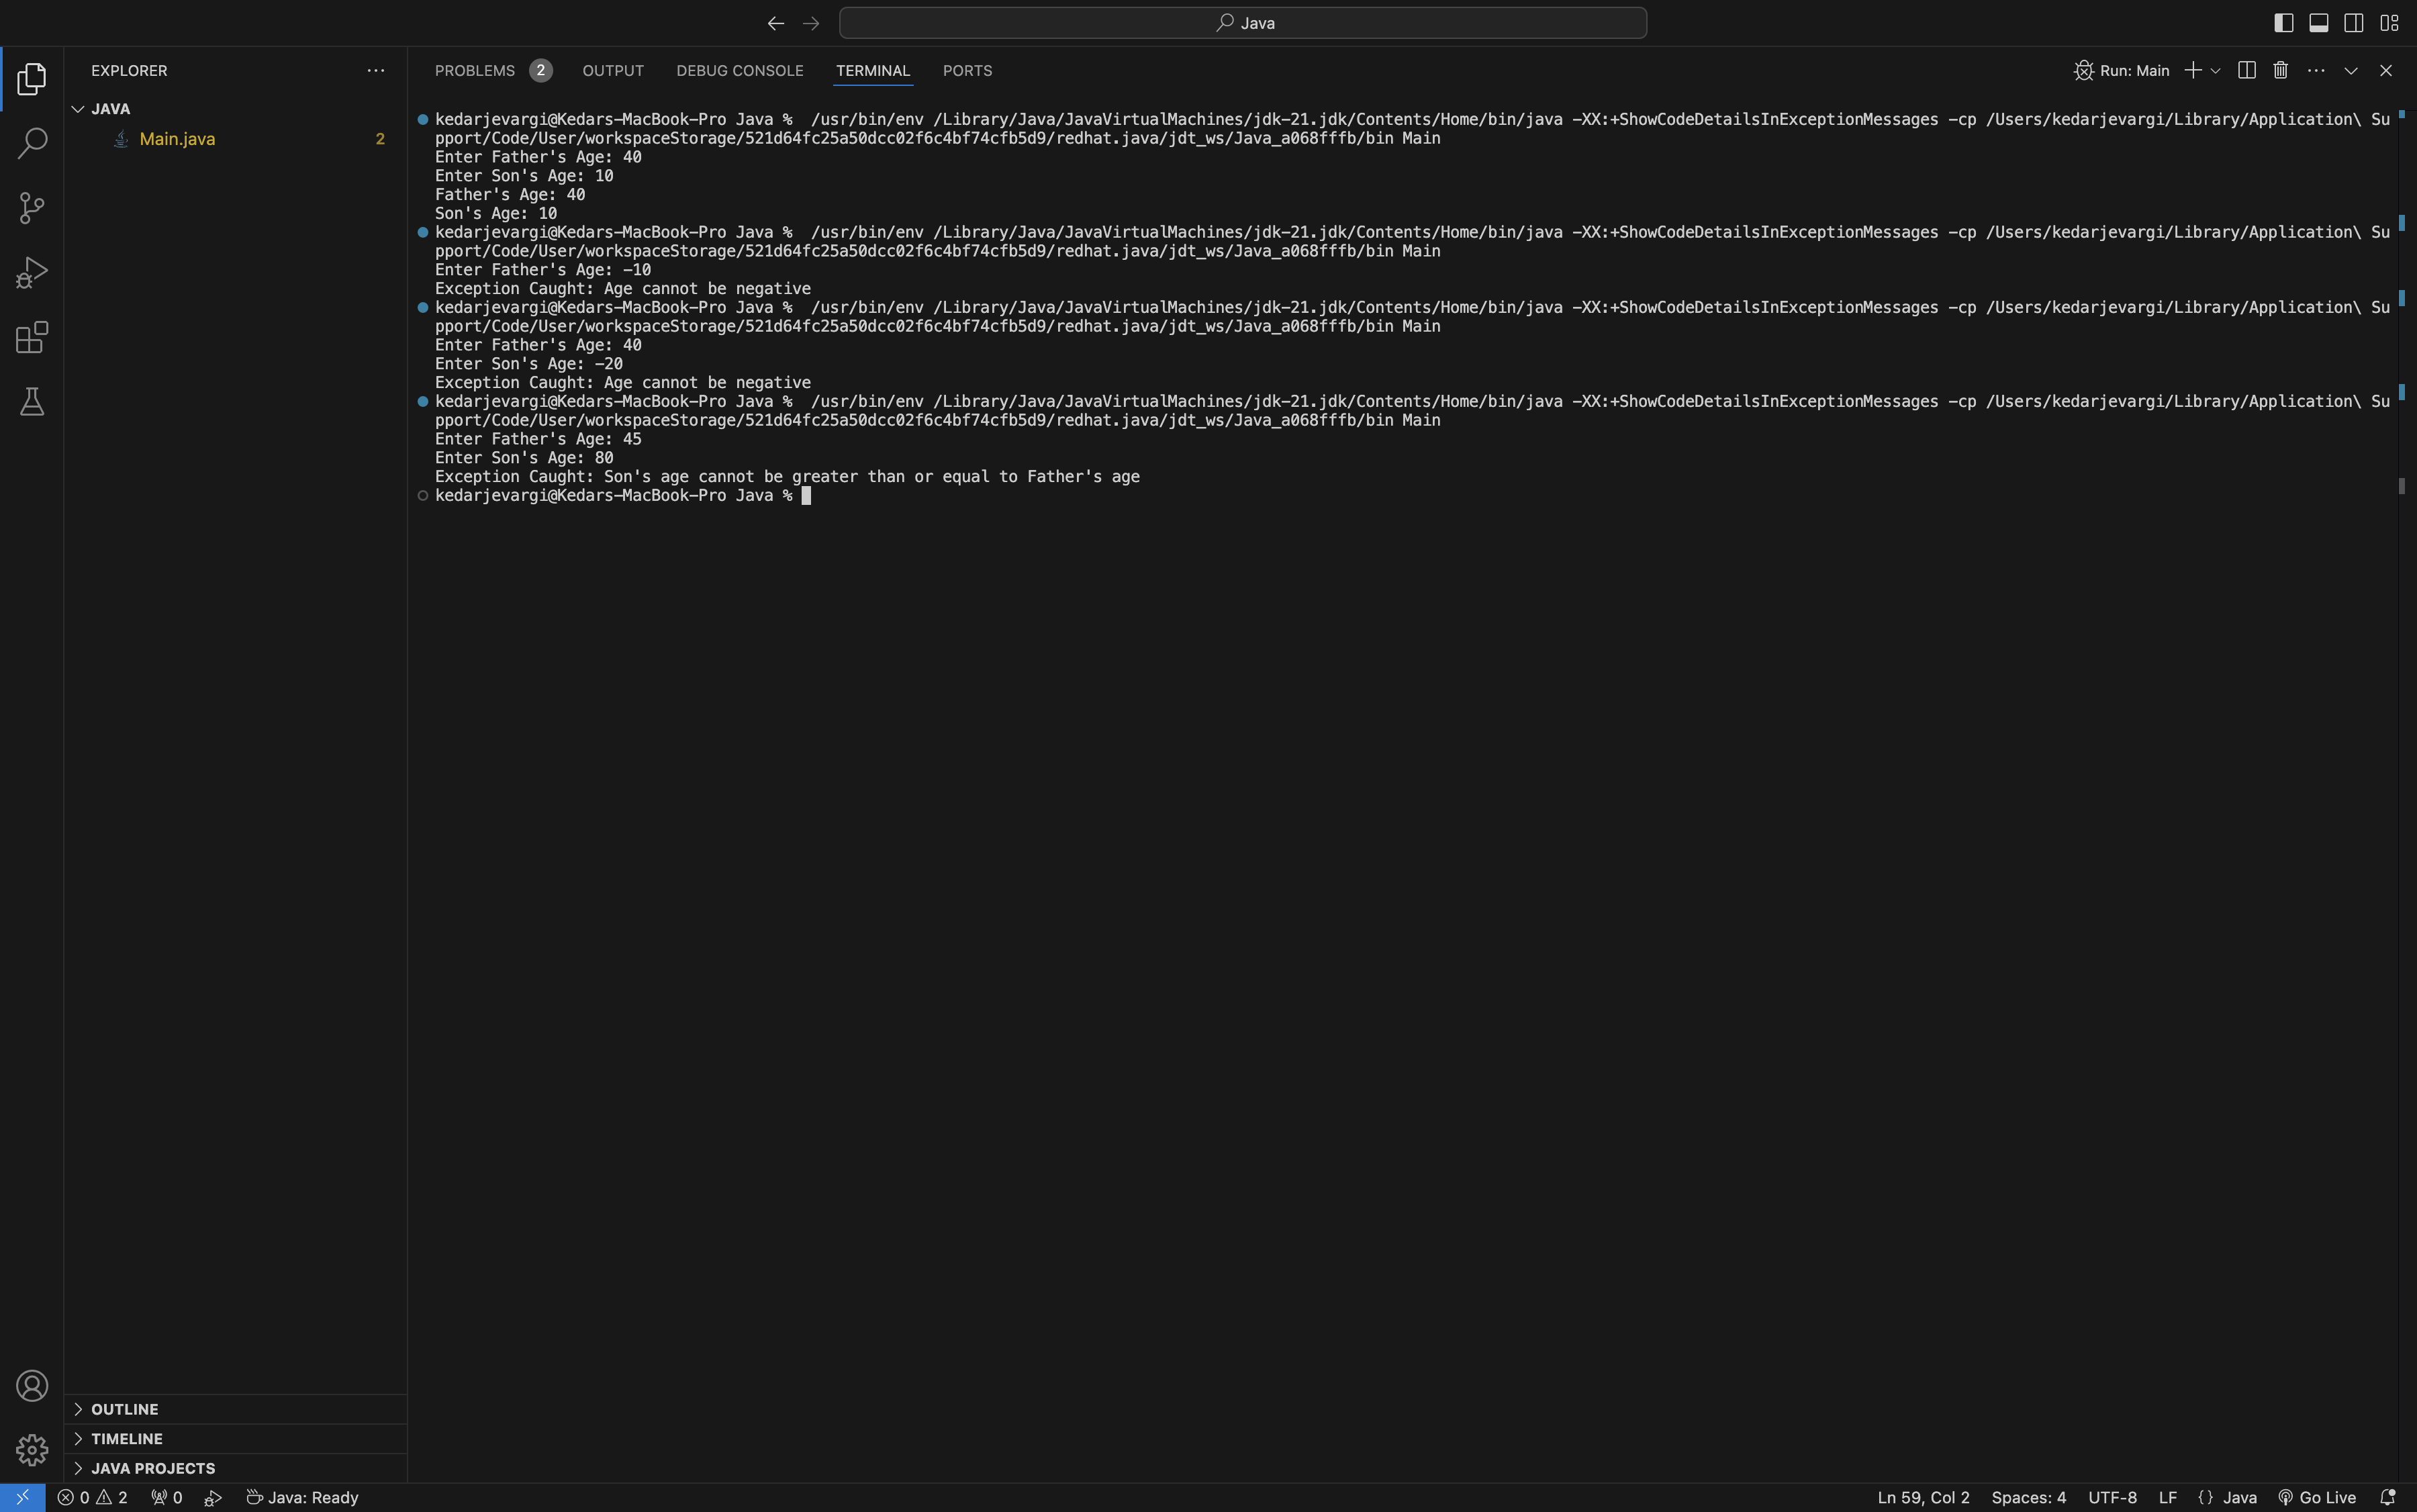 Java
EXPLORER
JAVA
Main.java 2
PROBLEMS 2 OUTPUT DEBUG CONSOLE TERMINAL PORTS
Run: Main
kedarjevargi@Kedars-MacBook-Pro Java %  /usr/bin/env /Library/Java/JavaVirtualMachines/jdk-21.jdk/Contents/Home/bin/java -XX:+ShowCodeDetailsInExceptionMessages -cp /Users/kedarjevargi/Library/Application\ Su
pport/Code/User/workspaceStorage/521d64fc25a50dcc02f6c4bf74cfb5d9/redhat.java/jdt_ws/Java_a068fffb/bin Main
Enter Father's Age: 40
Enter Son's Age: 10
Father's Age: 40
Son's Age: 10
kedarjevargi@Kedars-MacBook-Pro Java %  /usr/bin/env /Library/Java/JavaVirtualMachines/jdk-21.jdk/Contents/Home/bin/java -XX:+ShowCodeDetailsInExceptionMessages -cp /Users/kedarjevargi/Library/Application\ Su
pport/Code/User/workspaceStorage/521d64fc25a50dcc02f6c4bf74cfb5d9/redhat.java/jdt_ws/Java_a068fffb/bin Main
Enter Father's Age: -10
Exception Caught: Age cannot be negative
kedarjevargi@Kedars-MacBook-Pro Java %  /usr/bin/env /Library/Java/JavaVirtualMachines/jdk-21.jdk/Contents/Home/bin/java -XX:+ShowCodeDetailsInExceptionMessages -cp /Users/kedarjevargi/Library/Application\ Su
pport/Code/User/workspaceStorage/521d64fc25a50dcc02f6c4bf74cfb5d9/redhat.java/jdt_ws/Java_a068fffb/bin Main
Enter Father's Age: 40
Enter Son's Age: -20
Exception Caught: Age cannot be negative
kedarjevargi@Kedars-MacBook-Pro Java %  /usr/bin/env /Library/Java/JavaVirtualMachines/jdk-21.jdk/Contents/Home/bin/java -XX:+ShowCodeDetailsInExceptionMessages -cp /Users/kedarjevargi/Library/Application\ Su
pport/Code/User/workspaceStorage/521d64fc25a50dcc02f6c4bf74cfb5d9/redhat.java/jdt_ws/Java_a068fffb/bin Main
Enter Father's Age: 45
Enter Son's Age: 80
Exception Caught: Son's age cannot be greater than or equal to Father's age
kedarjevargi@Kedars-MacBook-Pro Java %
OUTLINE
TIMELINE
JAVA PROJECTS
0 2 0 Java: Ready Ln 59, Col 2 Spaces: 4 UTF-8 LF {} Java Go Live